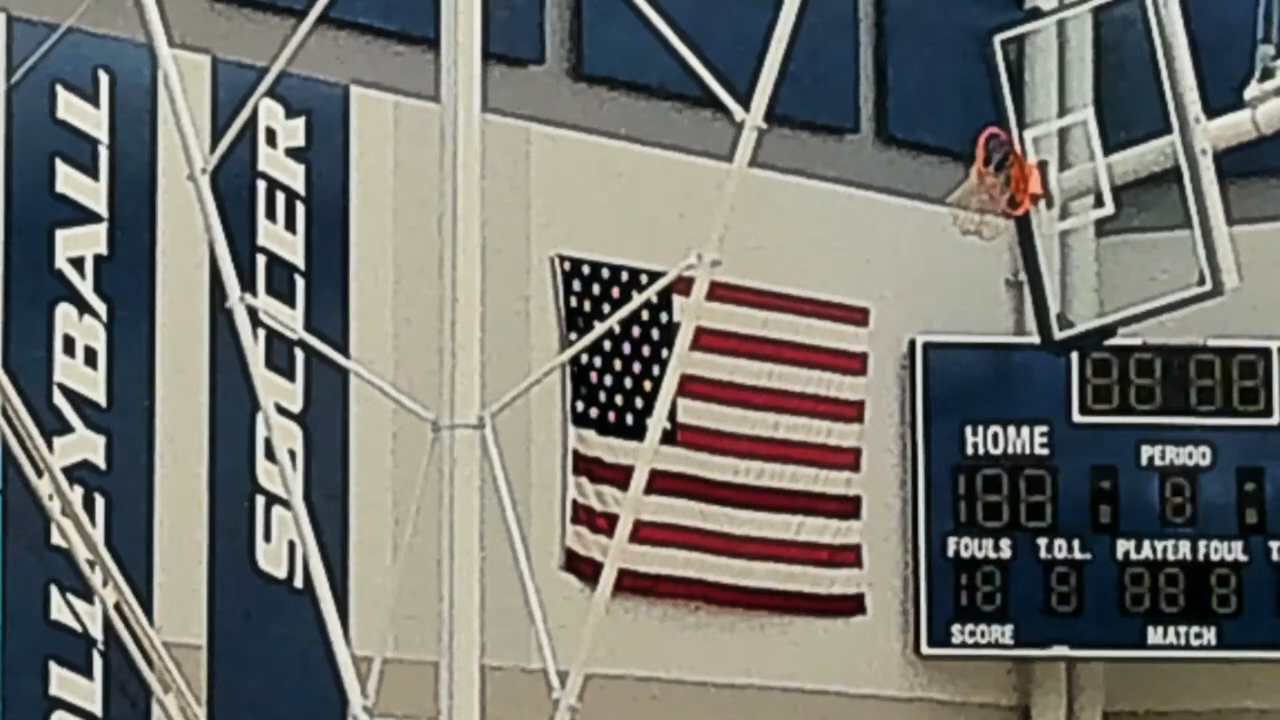 VOLLEYBALL
SOCCER
HOME
PERIOD
FOULS T.O.L. PLAYER FOUL
SCORE MATCH